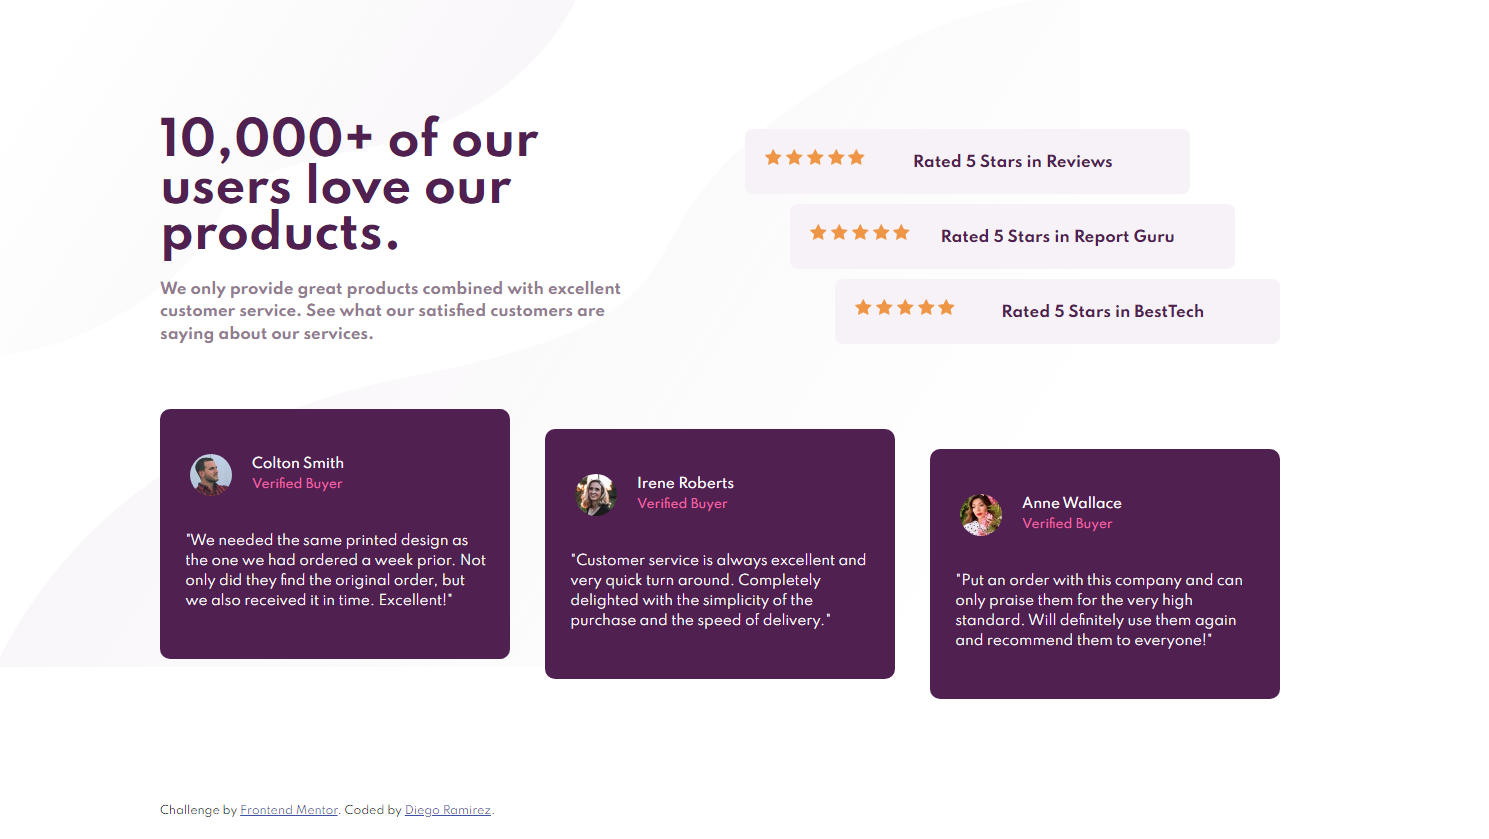 10,000+ of our
users love our
products.
We only provide great products combined with excellent
customer service. See what our satisfied customers are
saying about our services.
Rated 5 Stars in Reviews
Rated 5 Stars in Report Guru
Rated 5 Stars in BestTech
Colton Smith
Verified Buyer
"We needed the same printed design as
the one we had ordered a week prior. Not
only did they find the original order, but
we also received it in time. Excellent!"
Irene Roberts
Verified Buyer
"Customer service is always excellent and
very quick turn around. Completely
delighted with the simplicity of the
purchase and the speed of delivery."
Anne Wallace
Verified Buyer
"Put an order with this company and can
only praise them for the very high
standard. Will definitely use them again
and recommend them to everyone!"
Challenge by Frontend Mentor. Coded by Diego Ramirez.